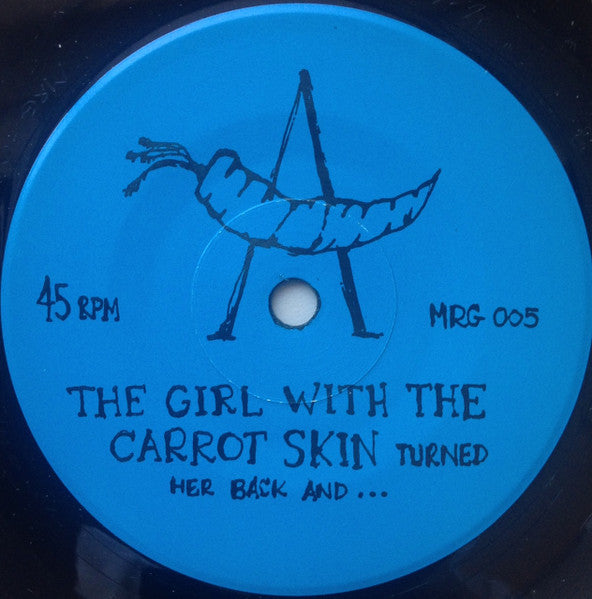 A
45 RPM
MRG 005
THE GIRL WITH THE
CARROT SKIN TURNED
HER BACK AND...